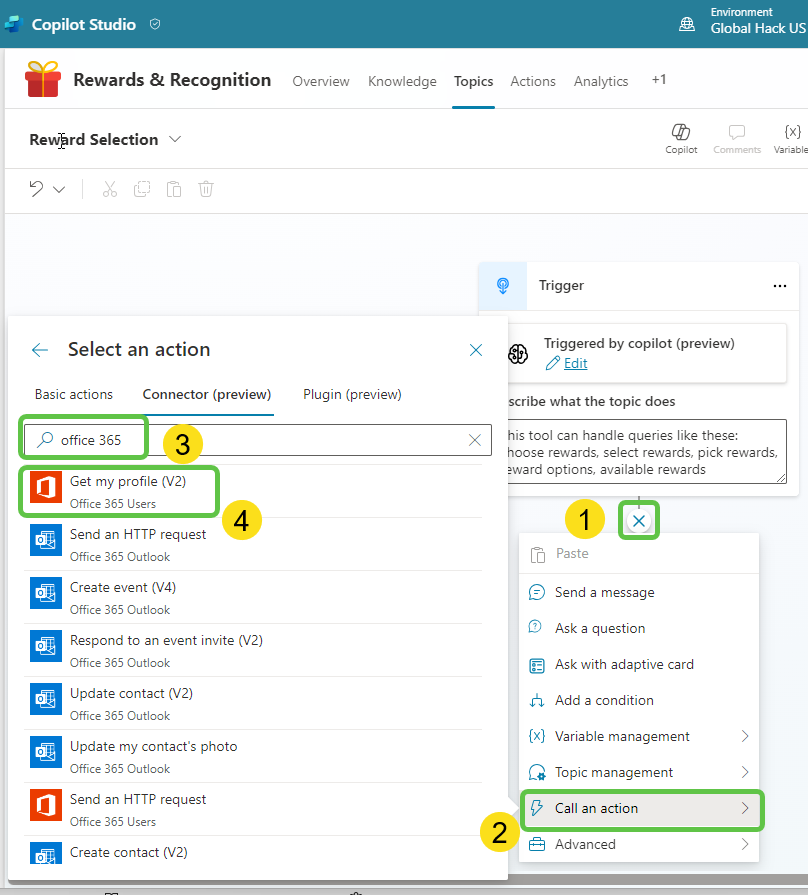 Copilot Studio
Environment
Global Hack US
Rewards & Recognition
Overview
Knowledge
Topics
Actions
Analytics
+1
Reward Selection
Copilot
Comments
{x}
Variable
Trigger
...
Triggered by copilot (preview)
Edit
scribe what the topic does
his tool can handle queries like these:
hoose rewards, select rewards, pick rewards,
eward options, available rewards
Select an action
Basic actions
Connector (preview)
Plugin (preview)
office 365
3
Get my profile (V2)
Office 365 Users
4
Send an HTTP request
Office 365 Outlook
Create event (V4)
Office 365 Outlook
Respond to an event invite (V2)
Office 365 Outlook
Update contact (V2)
Office 365 Outlook
Update my contact's photo
Office 365 Outlook
Send an HTTP request
Office 365 Users
Create contact (V2)
1
Paste
Send a message
Ask a question
Ask with adaptive card
Add a condition
{x} Variable management
Topic management
2
Call an action
Advanced